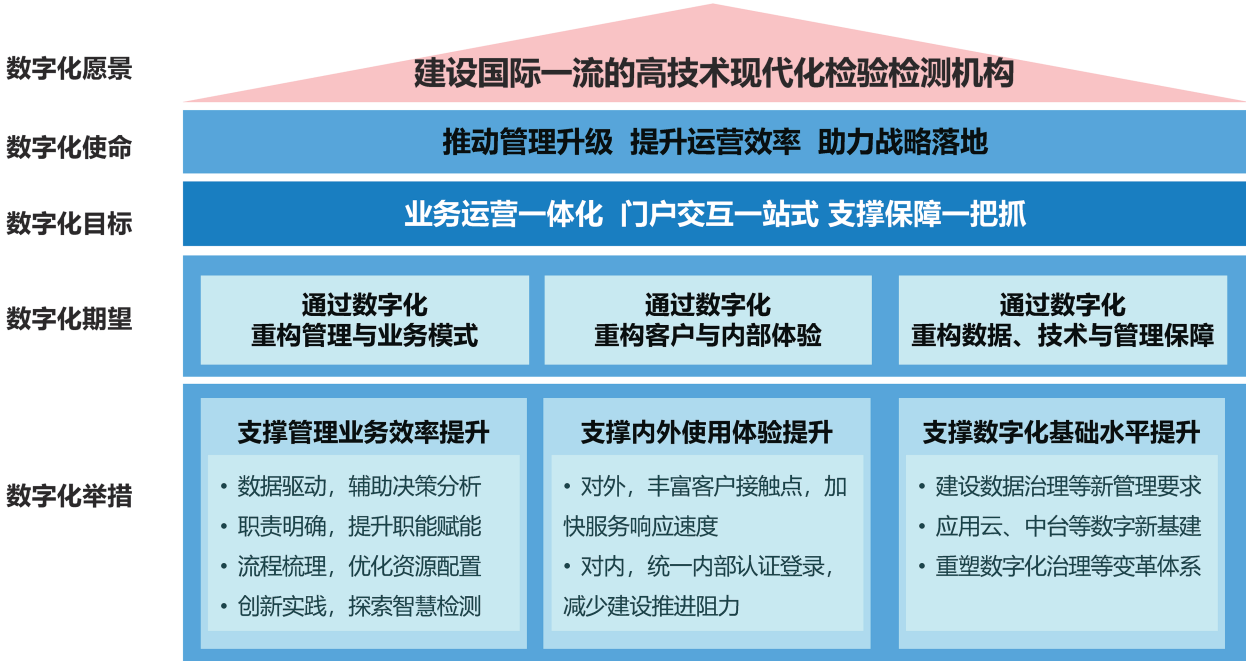 数字化愿景
建设国际一流的高技术现代化检验检测机构
数字化使命
推动管理升级 提升运营效率 助力战略落地
数字化目标
业务运营一体化 门户交互一站式 支撑保障一把抓
数字化期望
通过数字化
重构管理与业务模式
通过数字化
重构客户与内部体验
通过数字化
重构数据、技术与管理保障
数字化举措
支撑管理业务效率提升
• 数据驱动，辅助决策分析
• 职责明确，提升职能赋能
• 流程梳理，优化资源配置
• 创新实践，探索智慧检测
支撑内外使用体验提升
• 对外，丰富客户接触点，加
快服务响应速度
• 对内，统一内部认证登录，
减少建设推进阻力
支撑数字化基础水平提升
• 建设数据治理等新管理要求
• 应用云、中台等数字新基建
• 重塑数字化治理等变革体系